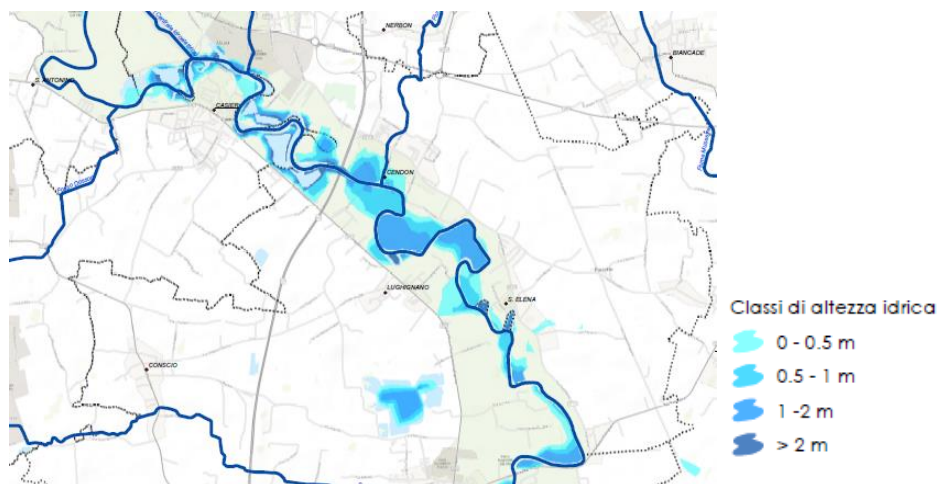 NERBON
BIANCADE
S. ANTONINO
CASIER
CENDON
LUGHIGNANO
S. ELENA
CONSCIO
Classi di altezza idrica
0 - 0.5 m
0.5 - 1 m
1 -2 m
> 2 m